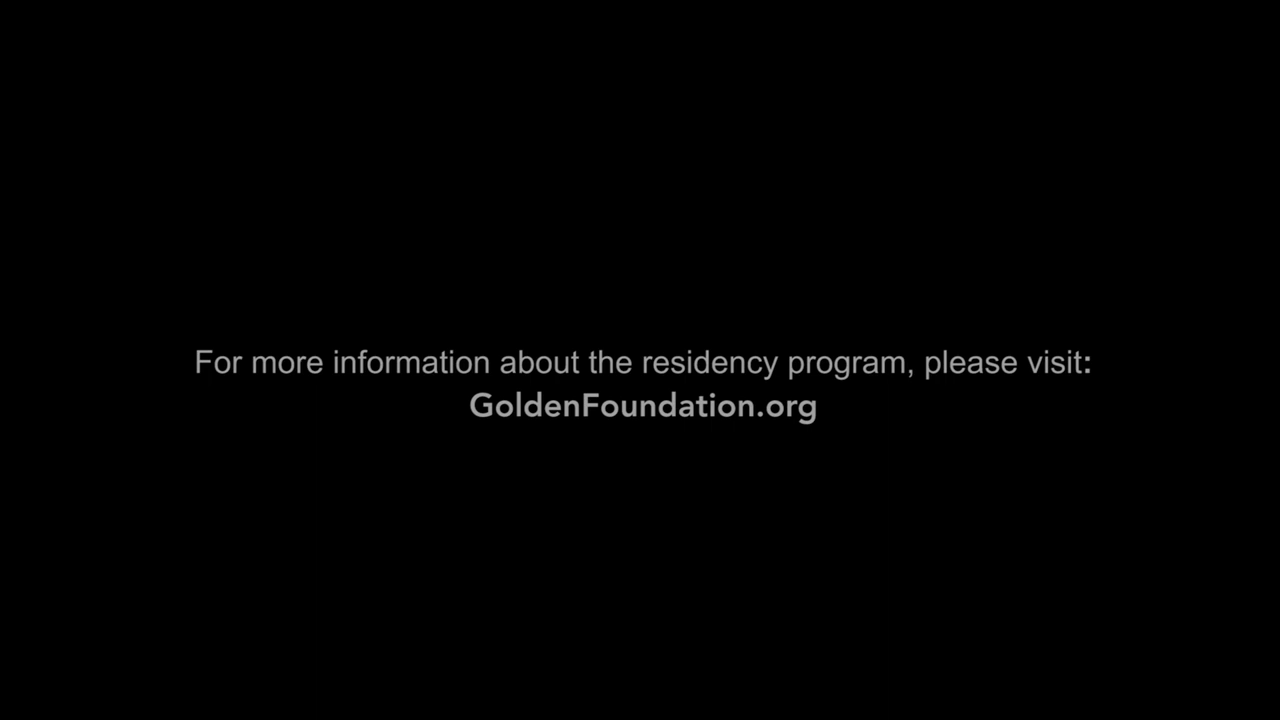 For more information about the residency program, please visit:
GoldenFoundation.org